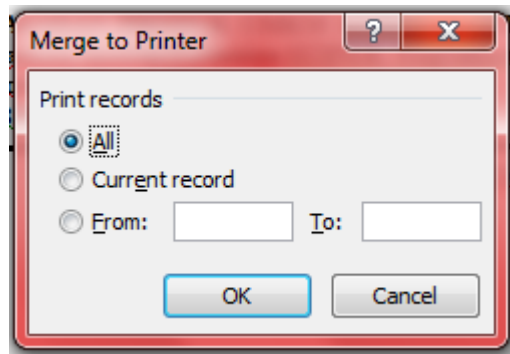 Merge to Printer ? X
Print records
All
Current record
From: To:
OK Cancel